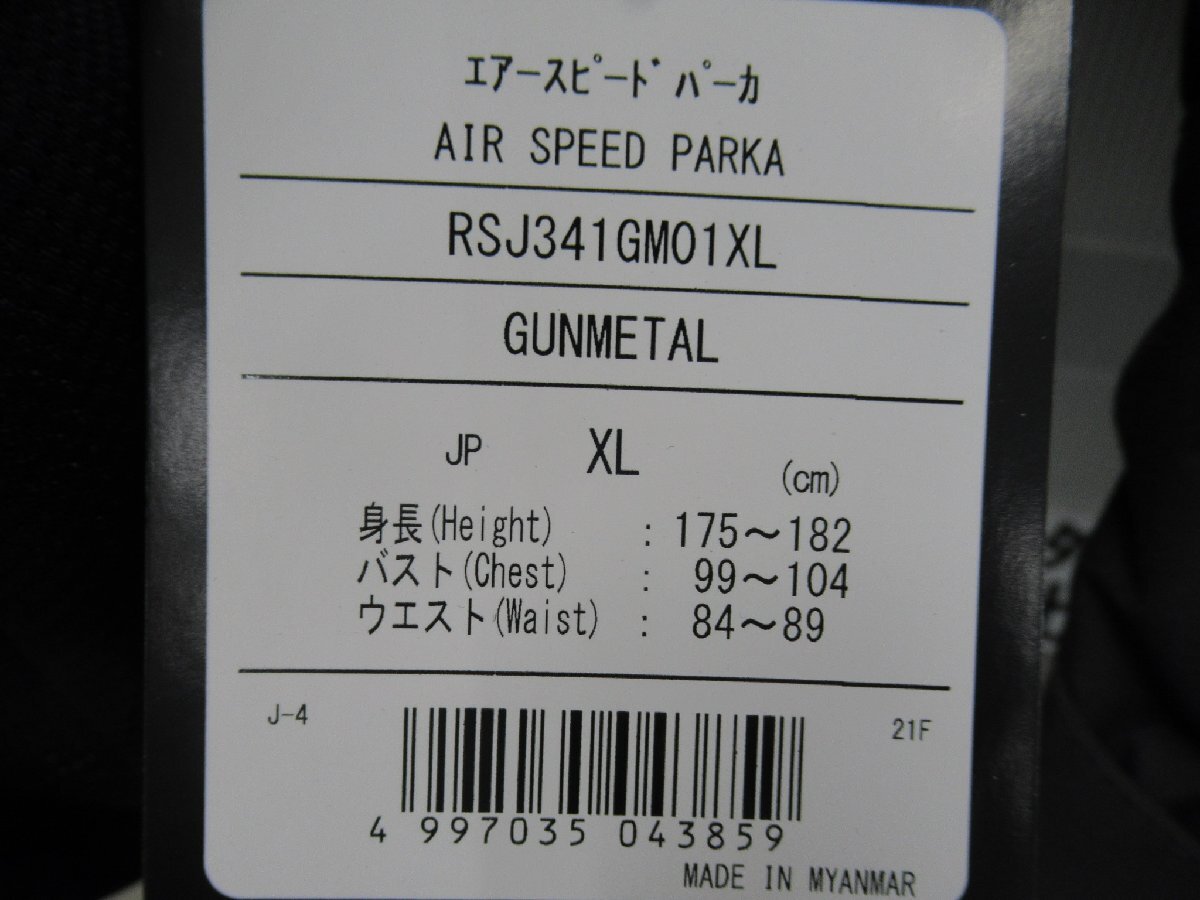 エアースピード パーカ
AIR SPEED PARKA
RSJ341GM01XL
GUNMETAL
JP XL (cm)
身長(Height) : 175～182
バスト(Chest) : 99～104
ウエスト(Waist) : 84～89
J-4 21F
4 997035 043859
MADE IN MYANMAR